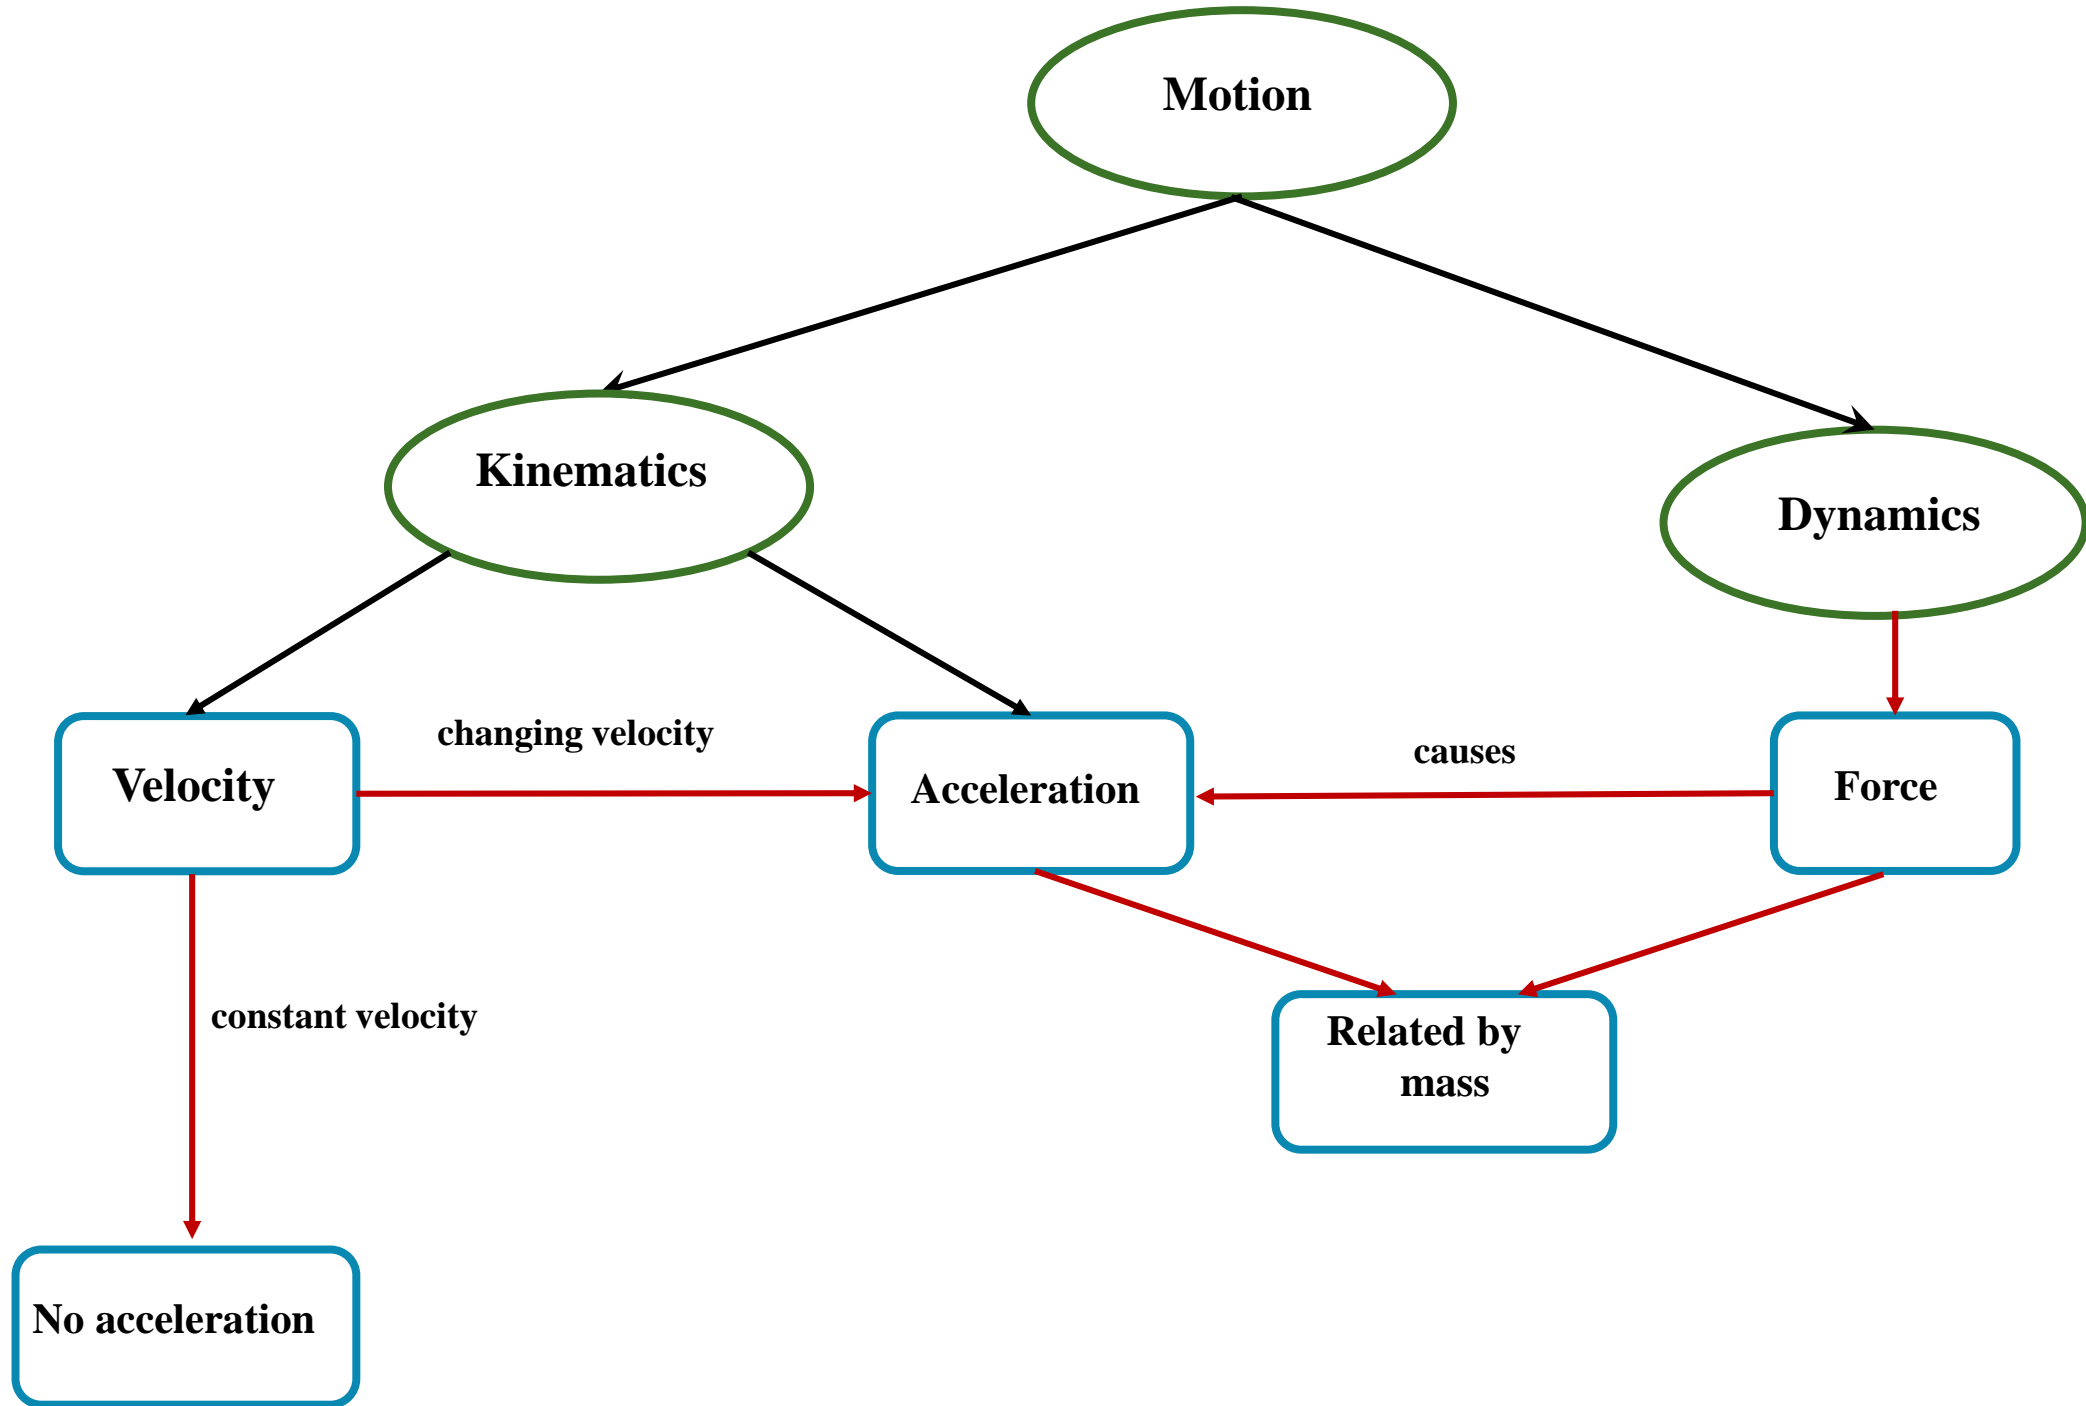 Motion
Kinematics
Dynamics
changing velocity
causes
Velocity
Acceleration
Force
constant velocity
Related by
mass
No acceleration